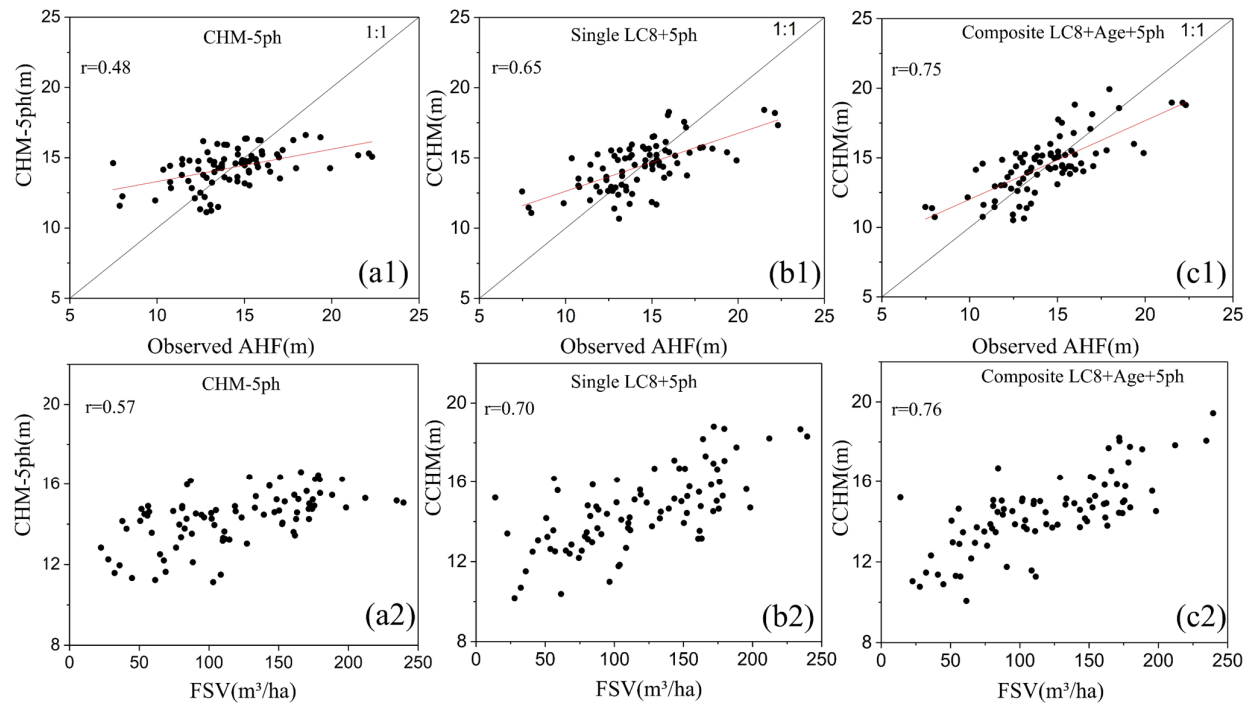 25
20
15
10
5
CHM-5ph(m)
CHM-5ph
1:1
r=0.48
(a1)
5 10 15 20 25
Observed AHF(m)
25
20
15
10
5
CCHM(m)
Single LC8+5ph
1:1
r=0.65
(b1)
5 10 15 20 25
Observed AHF(m)
25
20
15
10
5
CCHM(m)
Composite LC8+Age+5ph
1:1
r=0.75
(c1)
5 10 15 20 25
Observed AHF(m)
20
16
12
8
CHM-5ph(m)
CHM-5ph
r=0.57
(a2)
0 50 100 150 200 250
FSV(m³/ha)
20
16
12
8
CCHM(m)
Single LC8+5ph
r=0.70
(b2)
0 50 100 150 200 250
FSV(m³/ha)
20
16
12
8
CCHM(m)
Composite LC8+Age+5ph
r=0.76
(c2)
0 50 100 150 200 250
FSV(m³/ha)